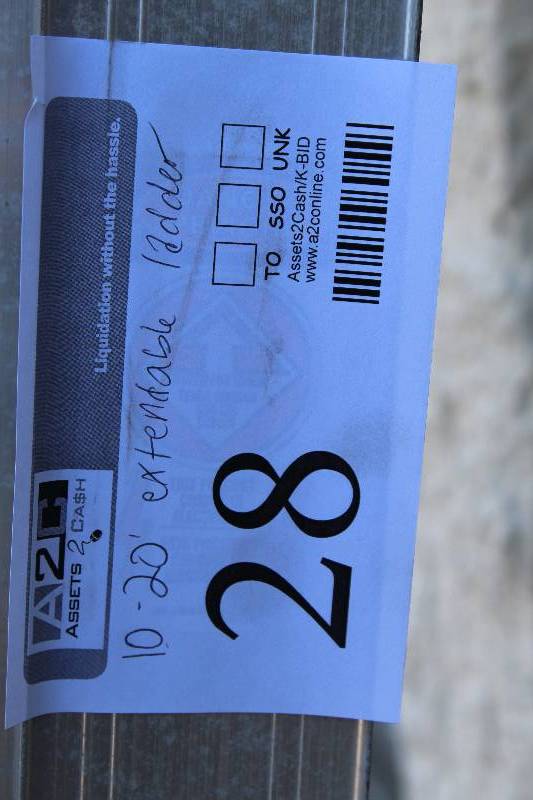 A2C
ASSETS 2 CA$H
Liquidation without the hassle.
10-20' extendable ladder
28
TO SSO UNK
Assets2Cash/K-BID
www.a2conline.com